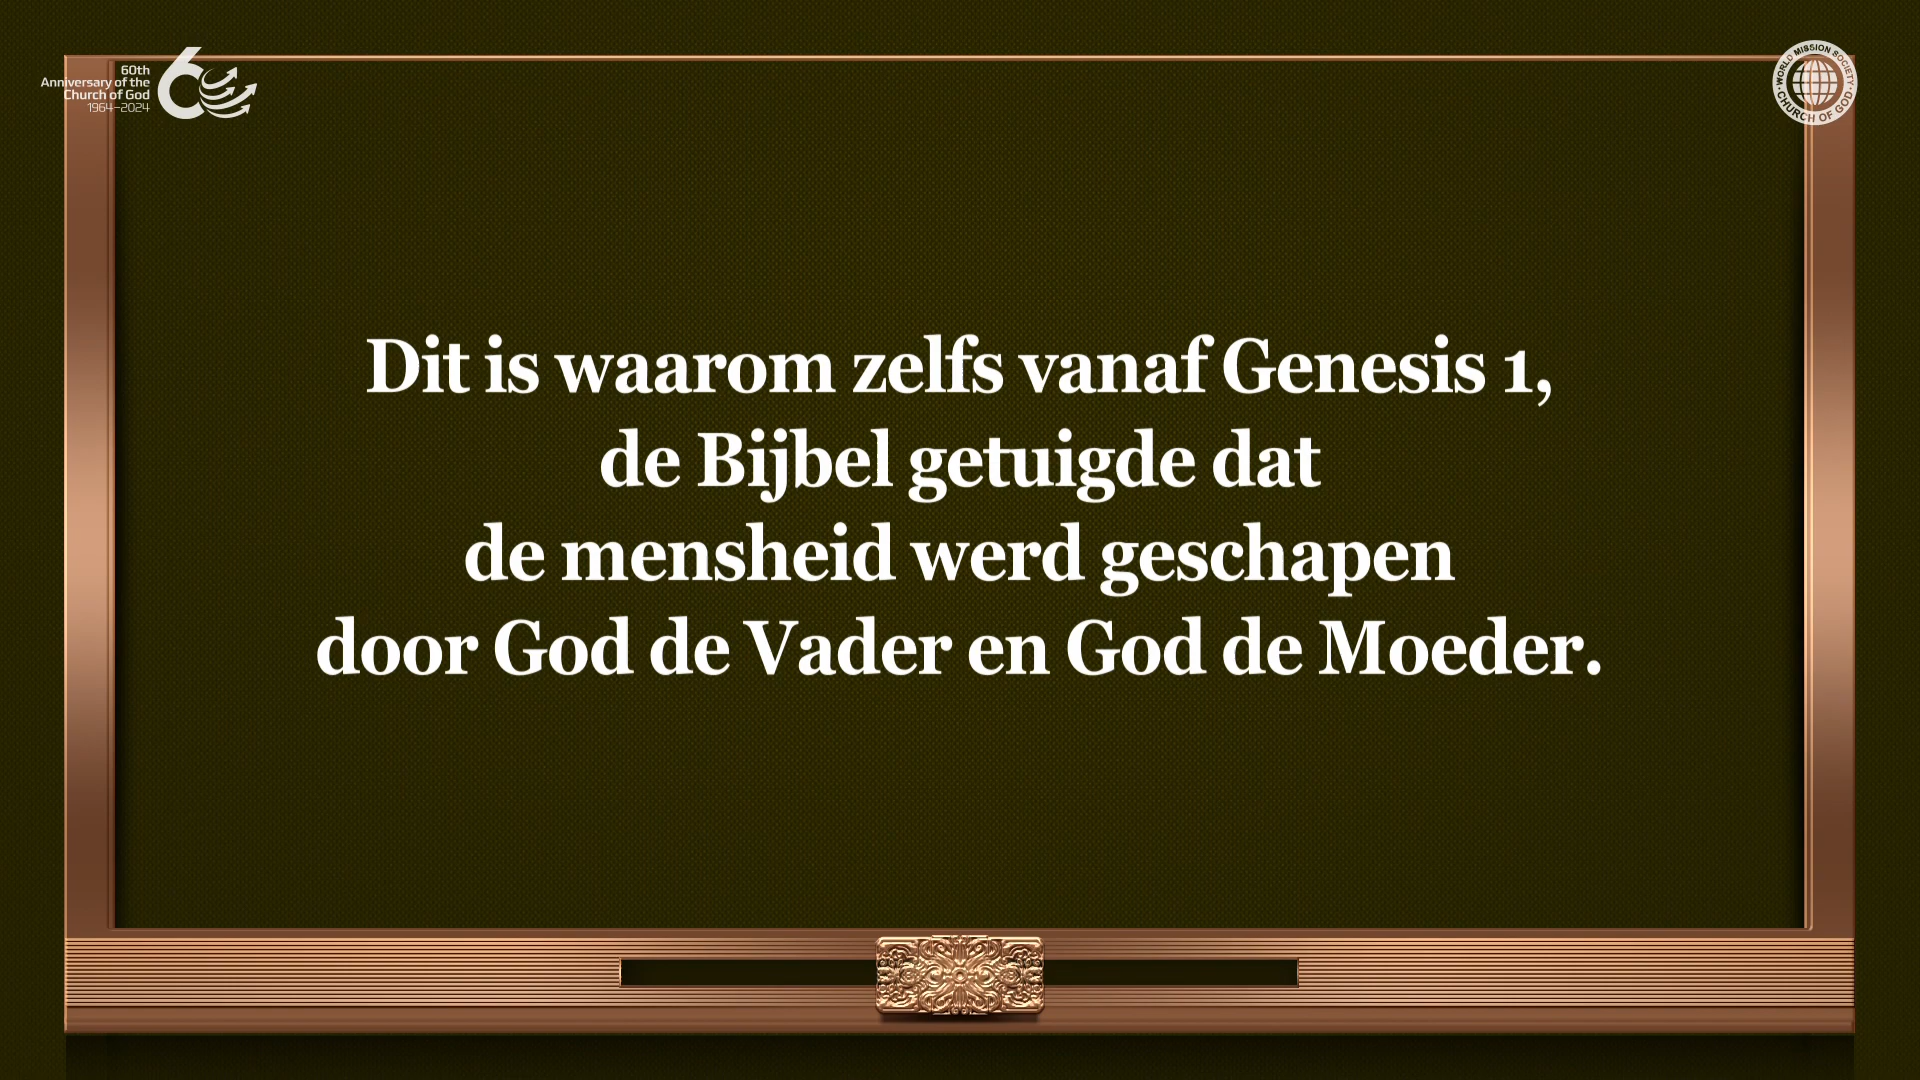 60th
Anniversary of the
Church of God
1964–2024
WORLD MISSION SOCIETY
CHURCH OF GOD
Dit is waarom zelfs vanaf Genesis 1,
de Bijbel getuigde dat
de mensheid werd geschapen
door God de Vader en God de Moeder.